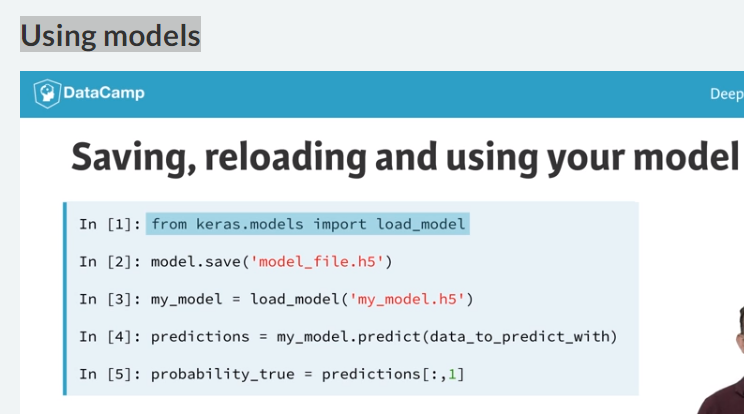 Using models
DataCamp
Deep
Saving, reloading and using your model
In [1]: from keras.models import load_model
In [2]: model.save('model_file.h5')
In [3]: my_model = load_model('my_model.h5')
In [4]: predictions = my_model.predict(data_to_predict_with)
In [5]: probability_true = predictions[:,1]